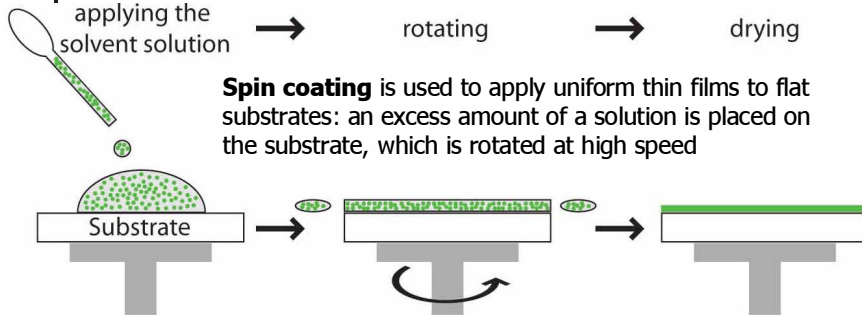 applying the
solvent solution
rotating
drying
Spin coating is used to apply uniform thin films to flat
substrates: an excess amount of a solution is placed on
the substrate, which is rotated at high speed
Substrate